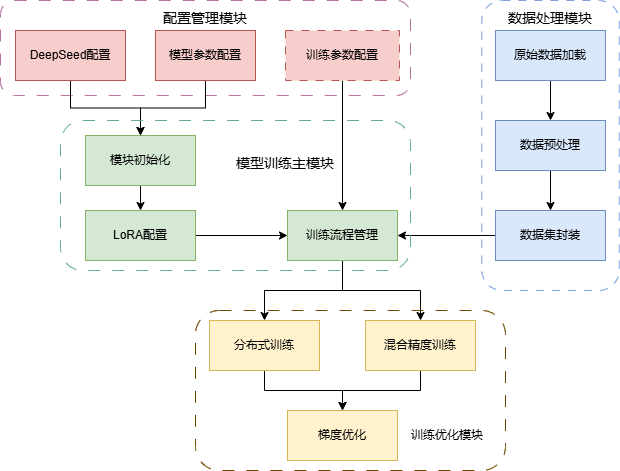 配置管理模块
数据处理模块
DeepSeed配置
模型参数配置
训练参数配置
原始数据加载
模块初始化
模型训练主模块
数据预处理
LoRA配置
训练流程管理
数据集封装
分布式训练
混合精度训练
梯度优化
训练优化模块